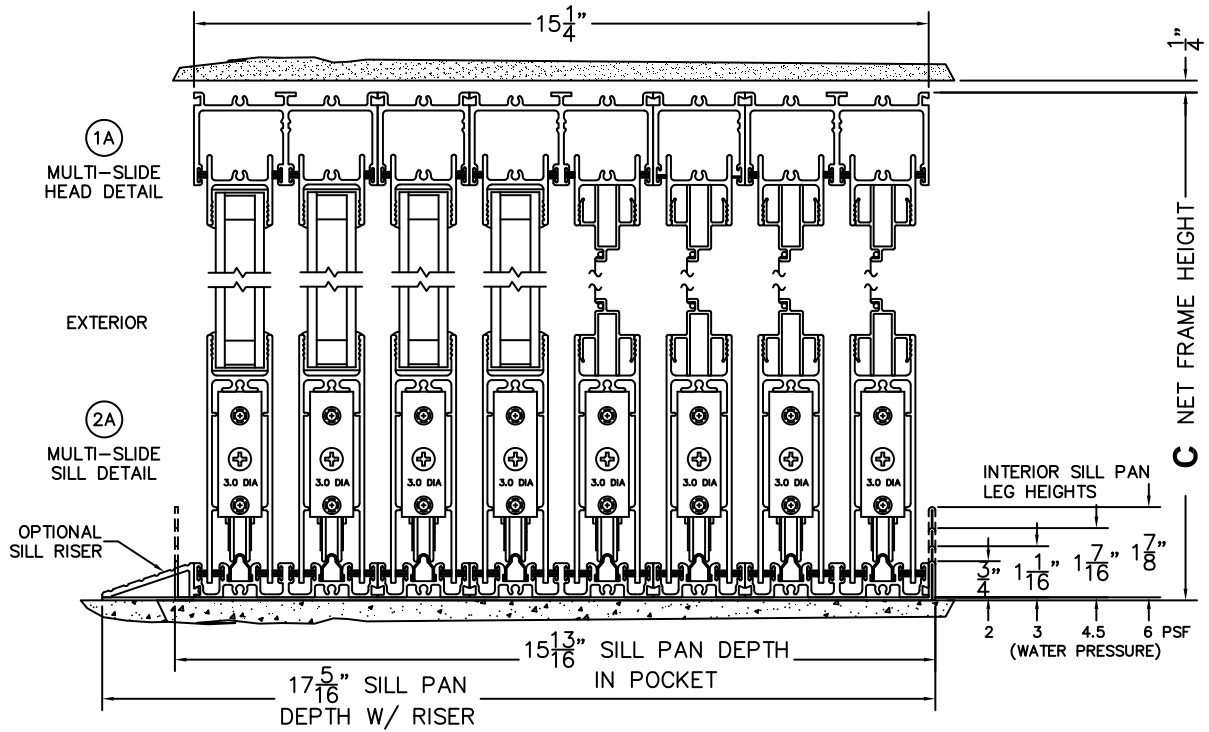 15 1/4"
1/4"
1A
MULTI-SLIDE
HEAD DETAIL
EXTERIOR
C NET FRAME HEIGHT
2A
MULTI-SLIDE
SILL DETAIL
3.0 DIA 3.0 DIA 3.0 DIA 3.0 DIA 3.0 DIA 3.0 DIA 3.0 DIA 3.0 DIA
INTERIOR SILL PAN
LEG HEIGHTS
OPTIONAL
SILL RISER
3/4" 1 1/16" 1 7/16" 1 7/8"
2 3 4.5 6 PSF
(WATER PRESSURE)
15 13/16" SILL PAN DEPTH
IN POCKET
17 5/16" SILL PAN
DEPTH W/ RISER